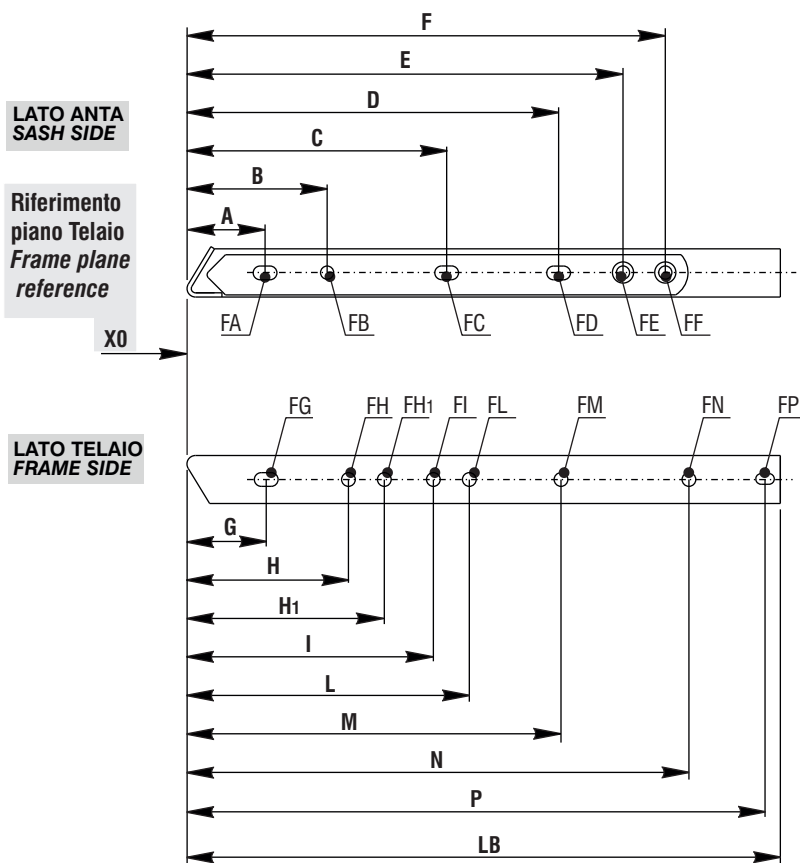 F
E
D
LATO ANTA
SASH SIDE
C
B
Riferimento
piano Telaio
Frame plane
reference
A
FA FB FC FD FE FF
X0
FG FH FH1 FI FL FM FN FP
LATO TELAIO
FRAME SIDE
G
H
H1
I
L
M
N
P
LB